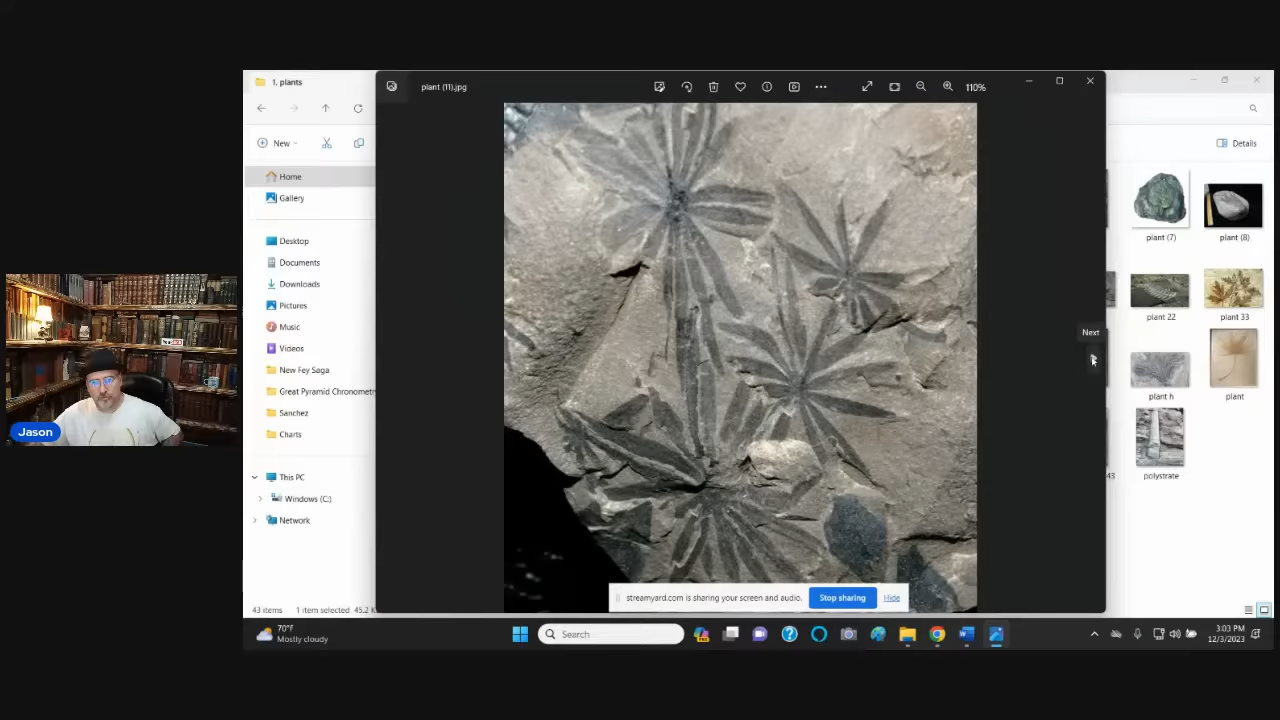 1. plants
plant (11).jpg
110%
New
Details
Home
Gallery
Desktop
Documents
Downloads
Pictures
Music
Videos
New Fey Saga
Great Pyramid Chronometry
Sanchez
Charts
This PC
Windows (C:)
Network
plant (7)
plant (8)
plant 22
plant 33
plant h
plant
43
polystrate
Next
Jason
streamyard.com is sharing your screen and audio.
Stop sharing
Hide
43 items
1 item selected
45.2 K
70°F
Mostly cloudy
Search
3:03 PM
12/3/2023